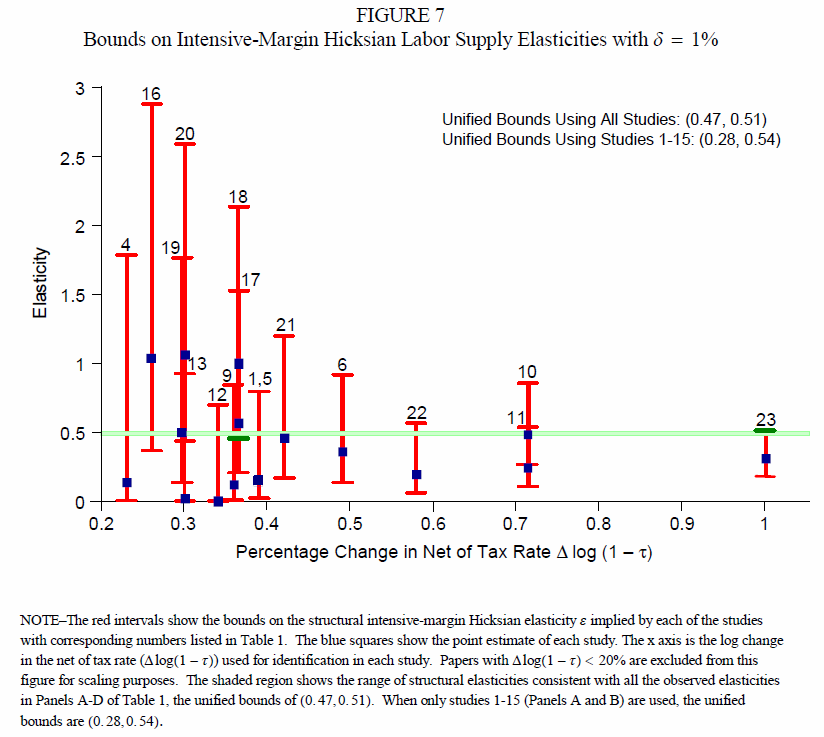 FIGURE 7
Bounds on Intensive-Margin Hicksian Labor Supply Elasticities with δ = 1%
3
16
Unified Bounds Using All Studies: (0.47, 0.51)
20
Unified Bounds Using Studies 1-15: (0.28, 0.54)
2.5
18
2
4
19
17
1.5
21
Elasticity
1
13
6
10
9
1,5
12
11
22
23
0.5
0
0.2 0.3 0.4 0.5 0.6 0.7 0.8 0.9 1
Percentage Change in Net of Tax Rate Δ log (1 – τ)
NOTE–The red intervals show the bounds on the structural intensive-margin Hicksian elasticity ε implied by each of the studies
with corresponding numbers listed in Table 1. The blue squares show the point estimate of each study. The x axis is the log change
in the net of tax rate (Δlog(1 − τ)) used for identification in each study. Papers with Δlog(1 − τ) < 20% are excluded from this
figure for scaling purposes. The shaded region shows the range of structural elasticities consistent with all the observed elasticities
in Panels A-D of Table 1, the unified bounds of (0.47, 0.51). When only studies 1-15 (Panels A and B) are used, the unified
bounds are (0.28, 0.54).